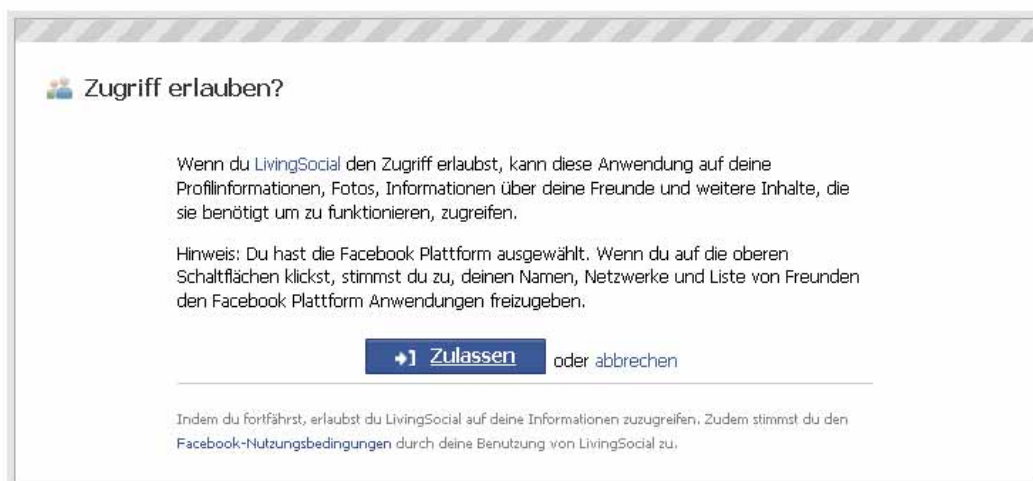 Zugriff erlauben?
Wenn du LivingSocial den Zugriff erlaubst, kann diese Anwendung auf deine
Profilinformationen, Fotos, Informationen über deine Freunde und weitere Inhalte, die
sie benötigt um zu funktionieren, zugreifen.
Hinweis: Du hast die Facebook Plattform ausgewählt. Wenn du auf die oberen
Schaltflächen klickst, stimmst du zu, deinen Namen, Netzwerke und Liste von Freunden
den Facebook Plattform Anwendungen freizugeben.
Zulassen oder abbrechen
Indem du fortfährst, erlaubst du LivingSocial auf deine Informationen zuzugreifen. Zudem stimmst du den
Facebook-Nutzungsbedingungen durch deine Benutzung von LivingSocial zu.